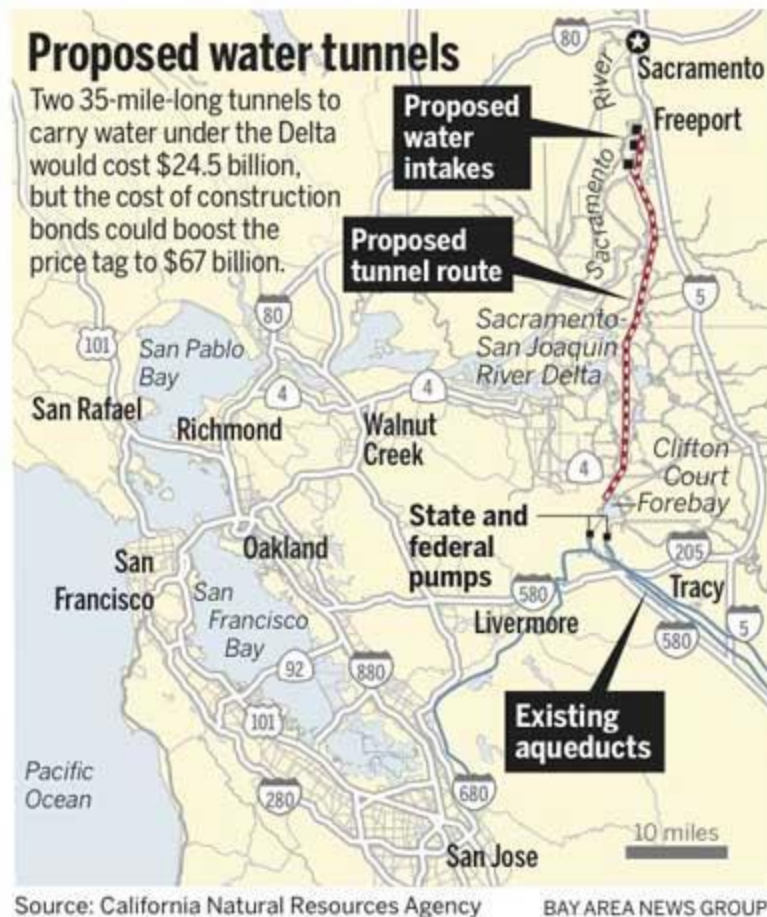 Proposed water tunnels
Two 35-mile-long tunnels to
carry water under the Delta
would cost $24.5 billion,
but the cost of construction
bonds could boost the
price tag to $67 billion.
80
Sacramento
River
Proposed
water
intakes
Freeport
Sacramento
Proposed
tunnel route
5
80
101
San Pablo
Bay
Sacramento-
San Joaquin
River Delta
4
4
San Rafael
Richmond
Walnut
Creek
4
Clifton
Court
Forebay
State and
federal
pumps
San
Francisco
Oakland
205
San
Francisco
Bay
580
Tracy
Livermore
580
5
92
880
Existing
aqueducts
101
Pacific
Ocean
280
680
10 miles
San Jose
Source: California Natural Resources Agency
BAY AREA NEWS GROUP